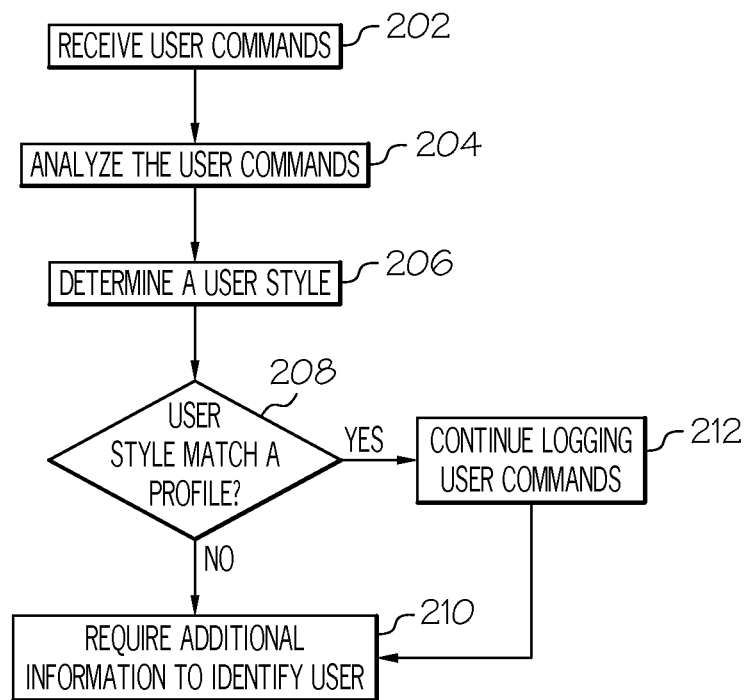 RECEIVE USER COMMANDS
202
ANALYZE THE USER COMMANDS
204
DETERMINE A USER STYLE
206
208
USER
STYLE MATCH A
PROFILE?
YES
CONTINUE LOGGING
USER COMMANDS
212
NO
210
REQUIRE ADDITIONAL
INFORMATION TO IDENTIFY USER